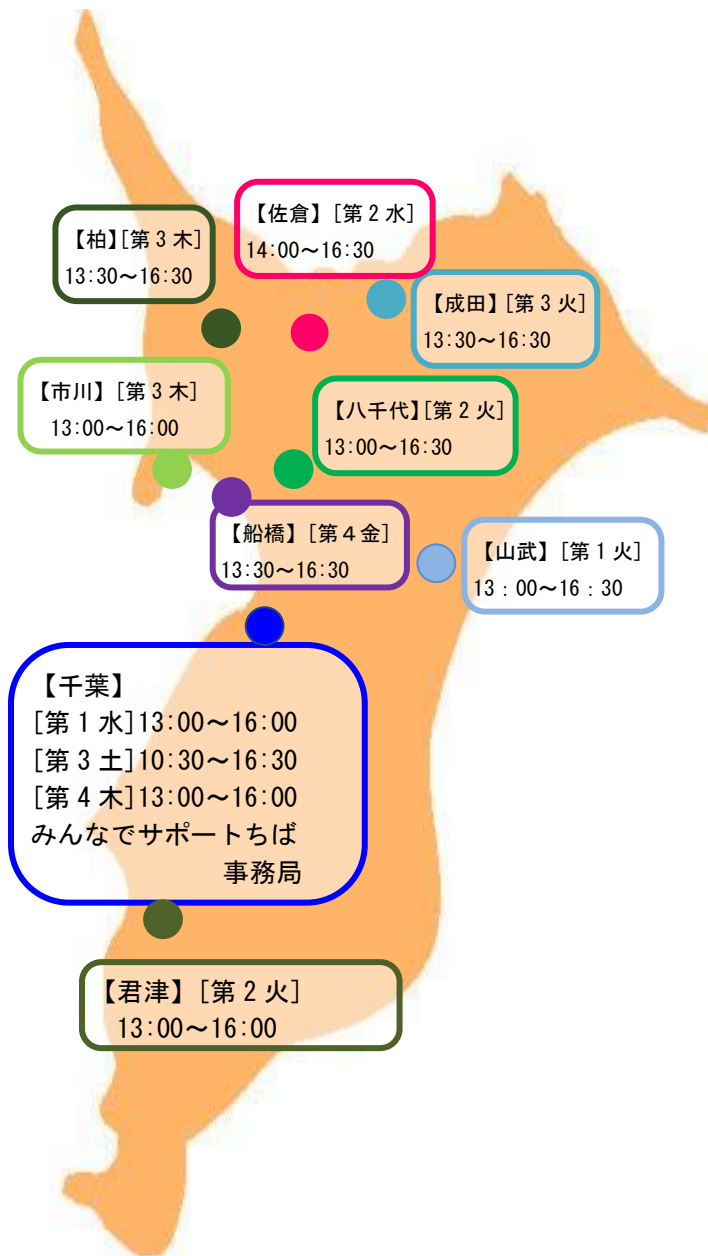 【佐倉】[第2水]
14:00～16:30
【柏】[第3木]
13:30～16:30
【成田】[第3火]
13:30～16:30
【市川】[第3木]
13:00～16:00
【八千代】[第2火]
13:00～16:30
【船橋】[第4金]
13:30～16:30
【山武】[第1火]
13：00～16：30
【千葉】
[第1水]13:00～16:00
[第3土]10:30～16:30
[第4木]13:00～16:00
みんなでサポートちば
事務局
【君津】[第2火]
13:00～16:00